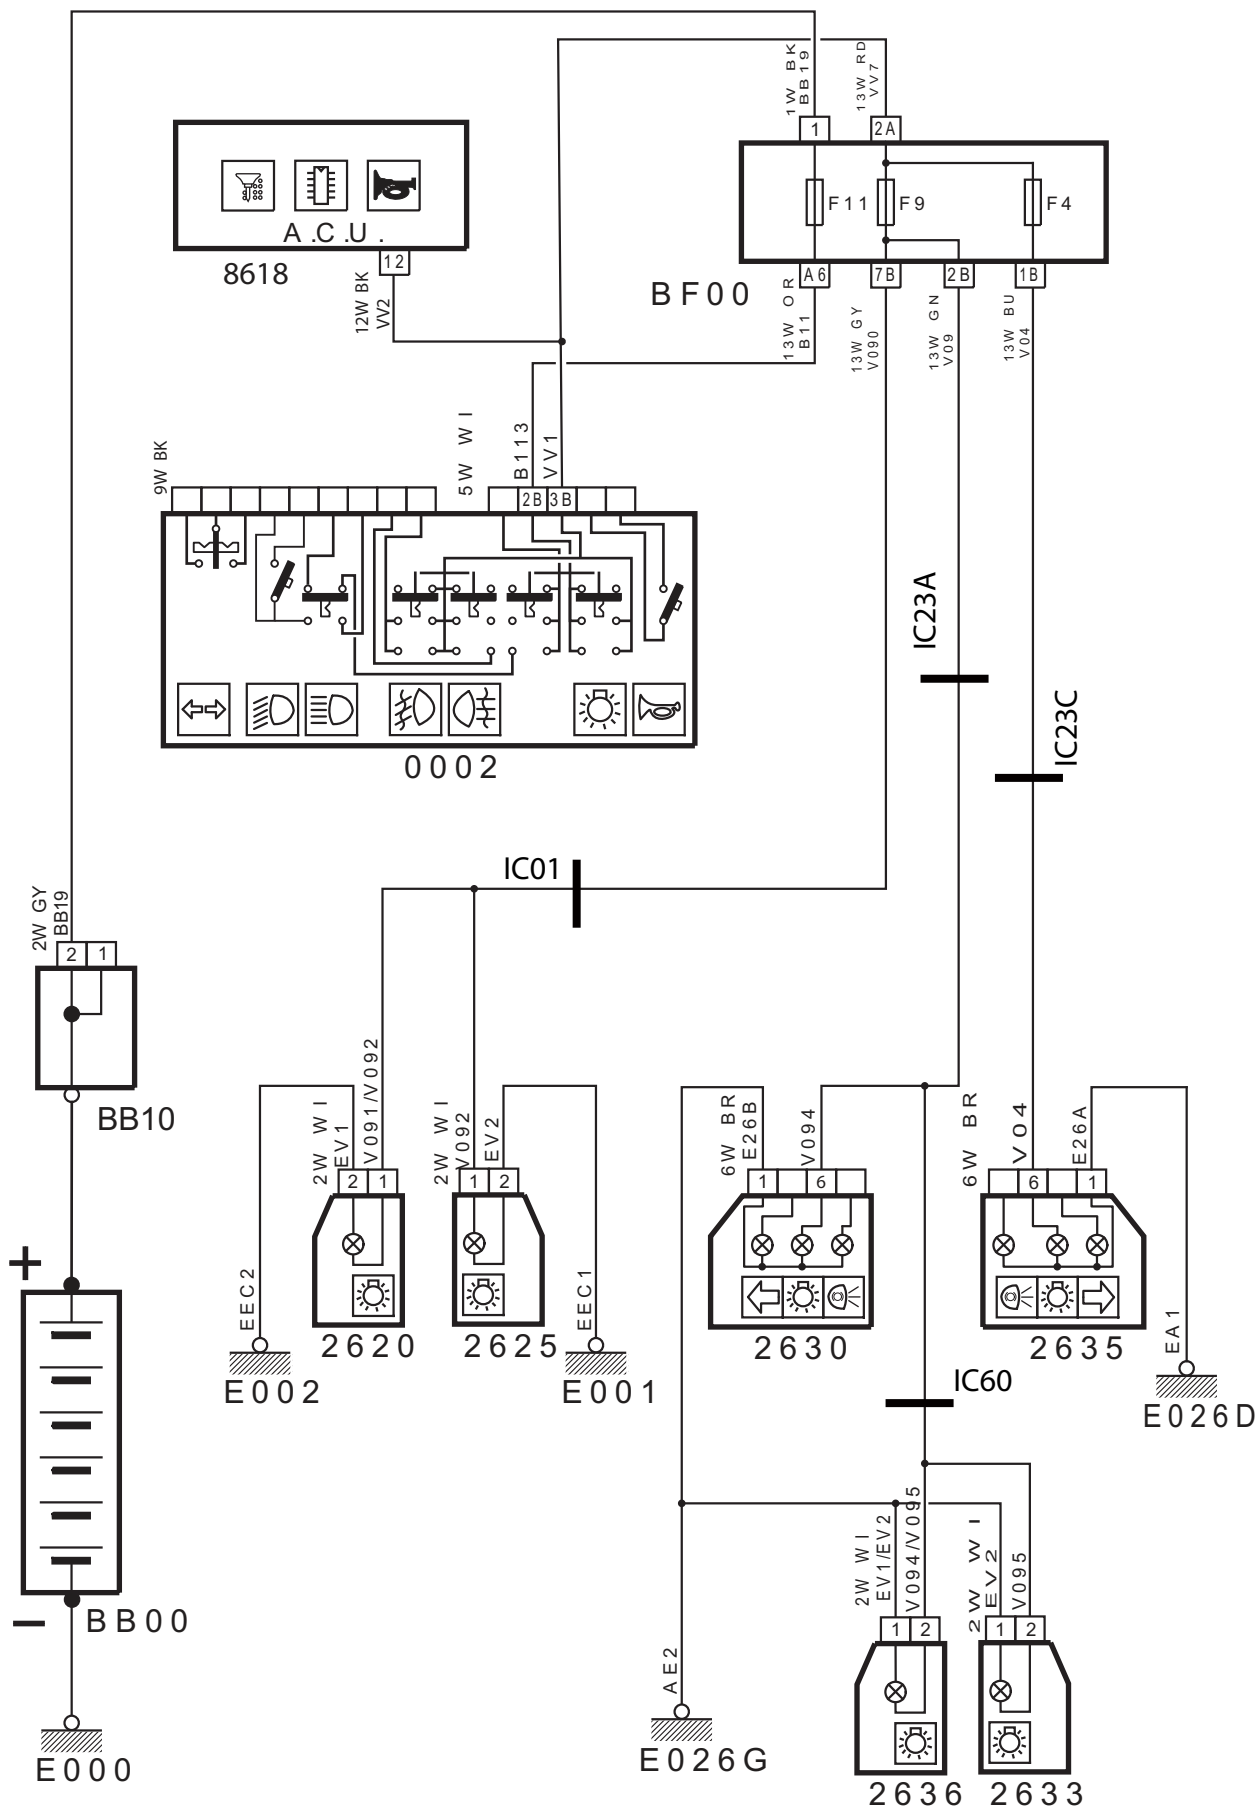 1W BK
BB19
13W RD
VV7
1
2A
F11
F9
F4
A.C.U.
8618
12
12W BK
VV2
BF00
A6
7B
2B
1B
13W OR
B11
13W GY
V090
13W GN
V09
13W BU
V04
9W BK
5W WI
B113
VV1
2B
3B
0002
IC23A
IC23C
IC01
2W GY
BB19
2
1
BB10
2W WI
EV1
V091/V092
2
1
2W WI
V092
EV2
1
2
6W BR
E26B
V094
1
6
6W BR
V04
E26A
6
1
EEC2
2620
2625
EEC1
2630
2635
EA1
E002
E001
IC60
E026D
+
−
BB00
E000
2W WI
EV1/EV2
V094/V095
2W WI
EV2
V095
1
2
1
2
AE2
E026G
2636
2633